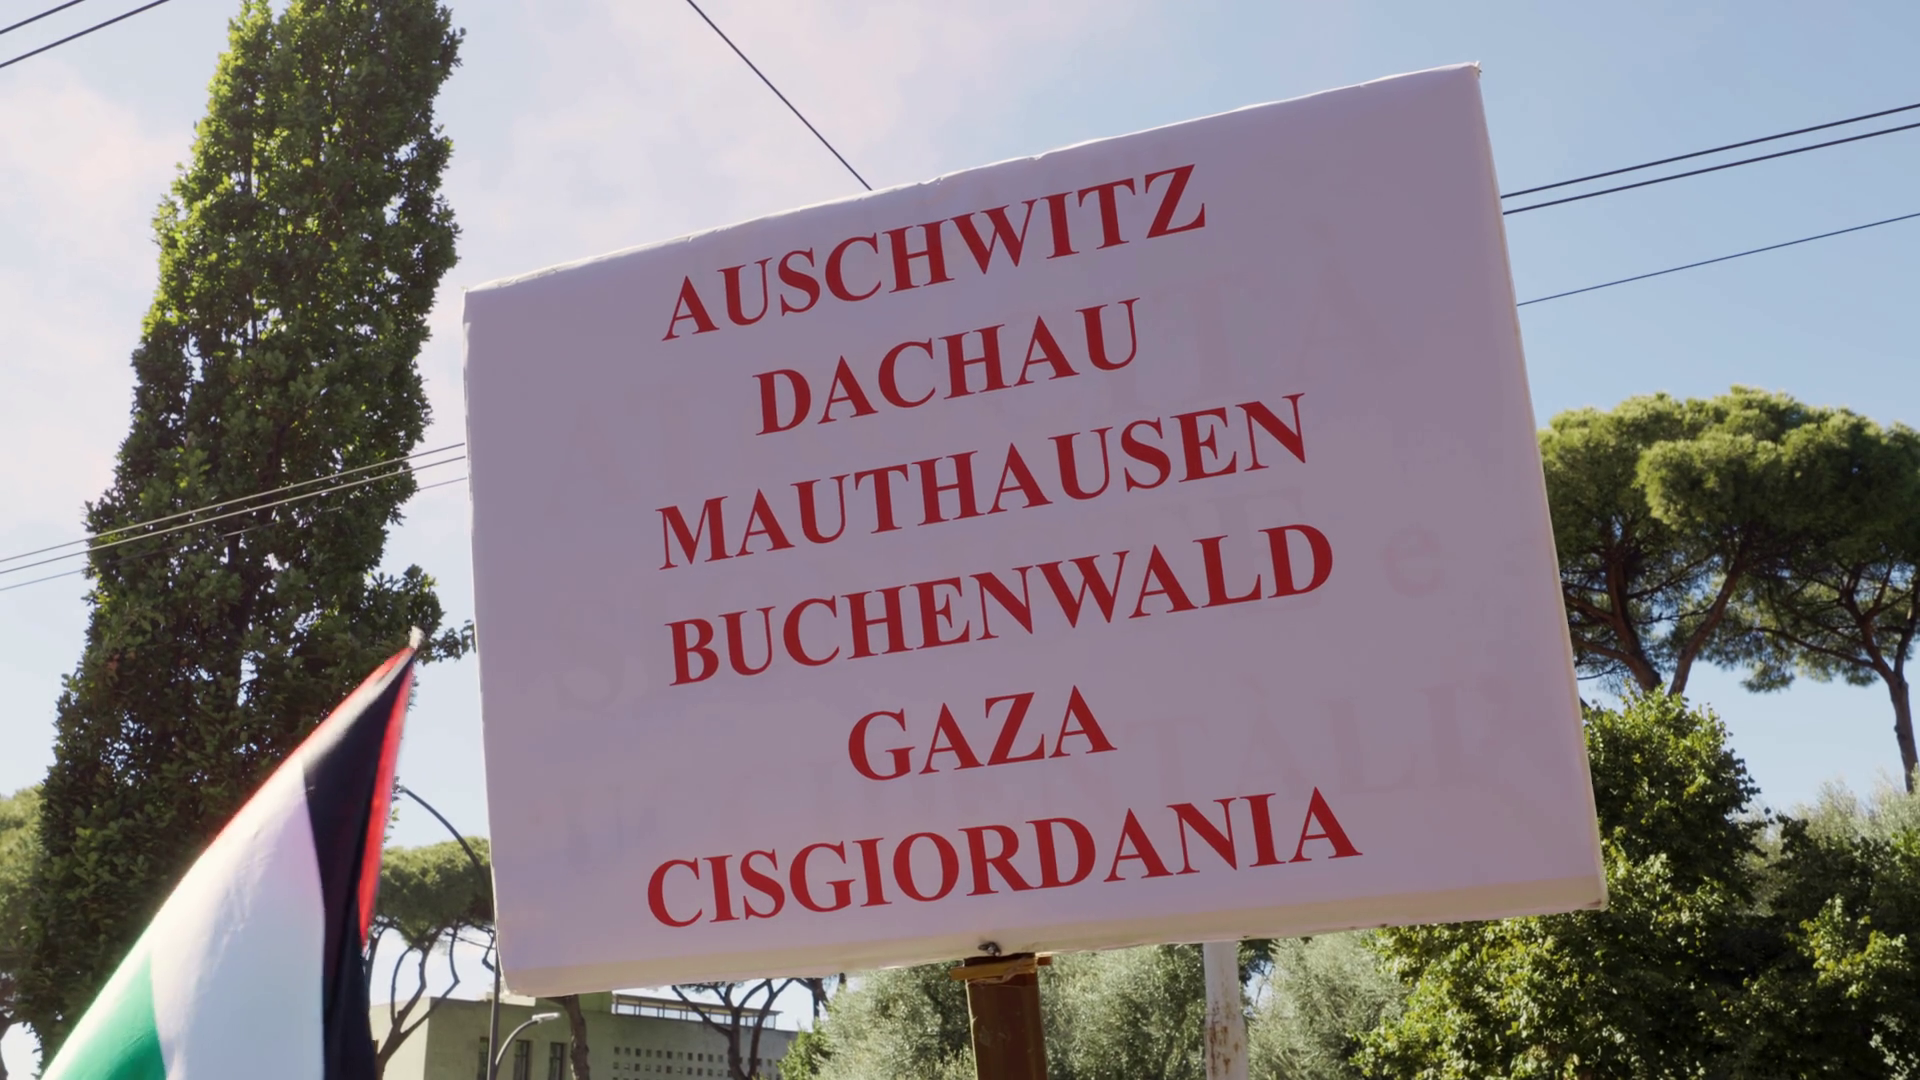 AUSCHWITZ
DACHAU
MAUTHAUSEN
BUCHENWALD
GAZA
CISGIORDANIA